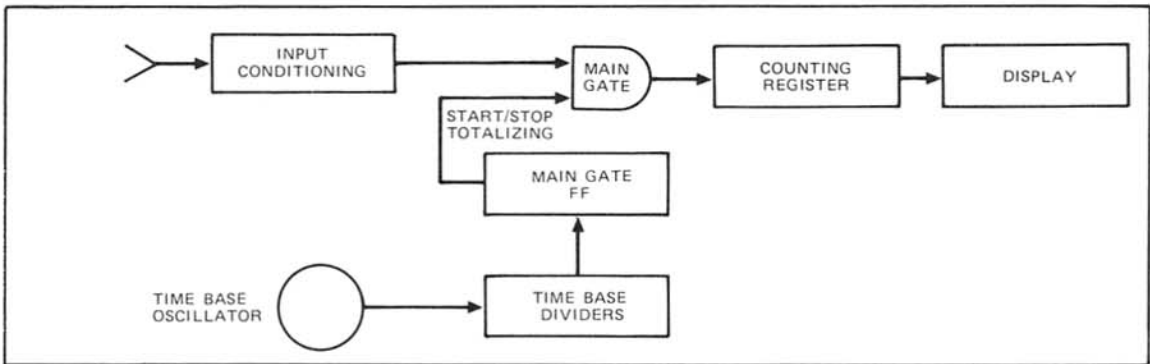 INPUT
CONDITIONING
MAIN
GATE
COUNTING
REGISTER
DISPLAY
START/STOP
TOTALIZING
MAIN GATE
FF
TIME BASE
OSCILLATOR
TIME BASE
DIVIDERS